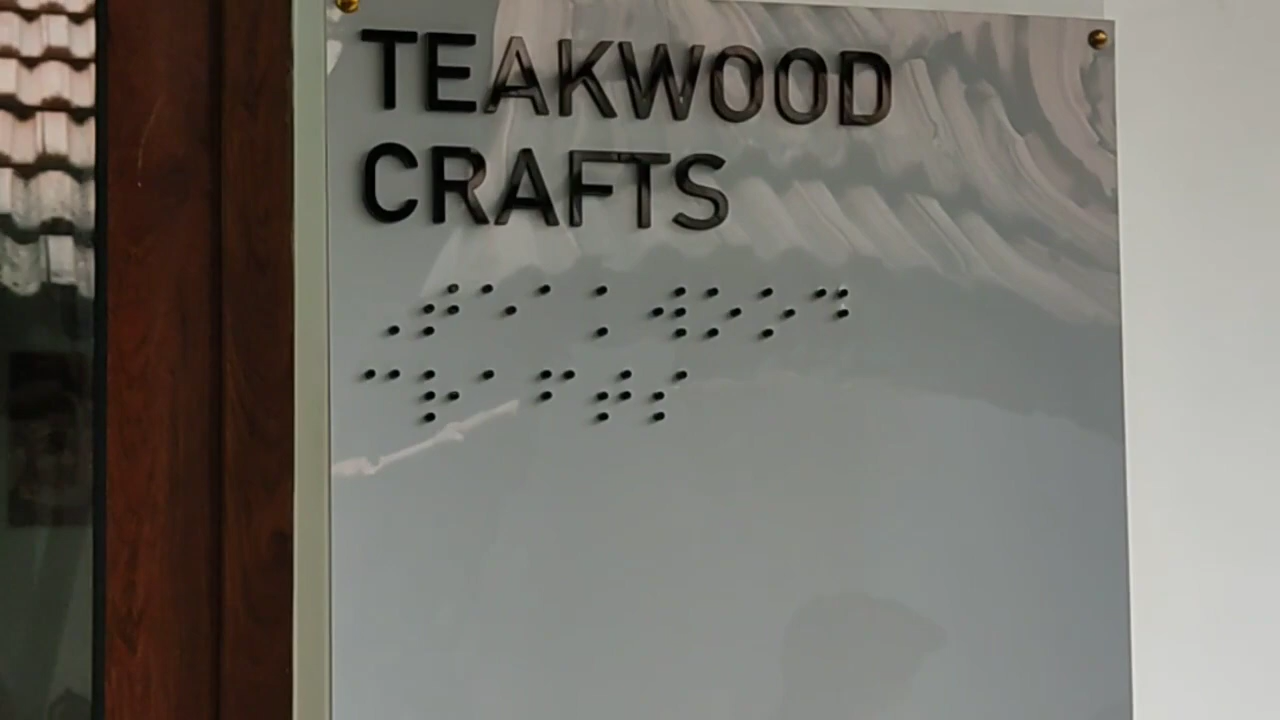 TEAKWOOD
CRAFTS
⠠⠞⠑⠁⠅⠺⠕⠕⠙
⠉⠗⠁⠋⠞⠎